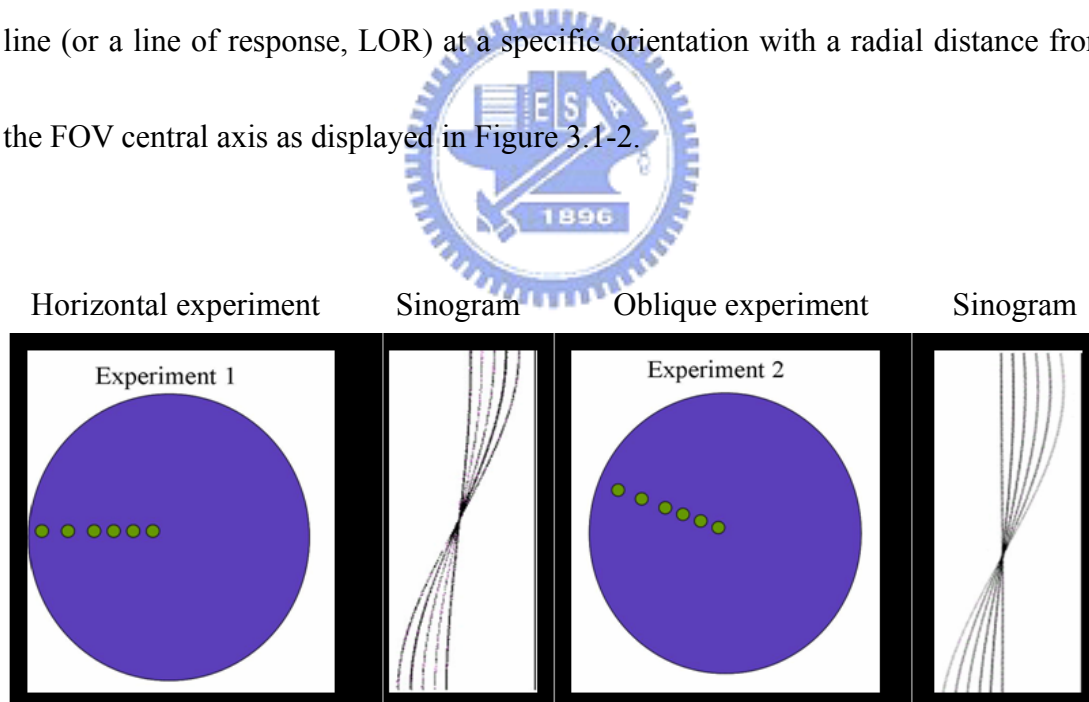 line (or a line of response, LOR) at a specific orientation with a radial distance from
the FOV central axis as displayed in Figure 3.1-2.
E S A
1896
Horizontal experiment Sinogram Oblique experiment Sinogram
Experiment 1 Experiment 2